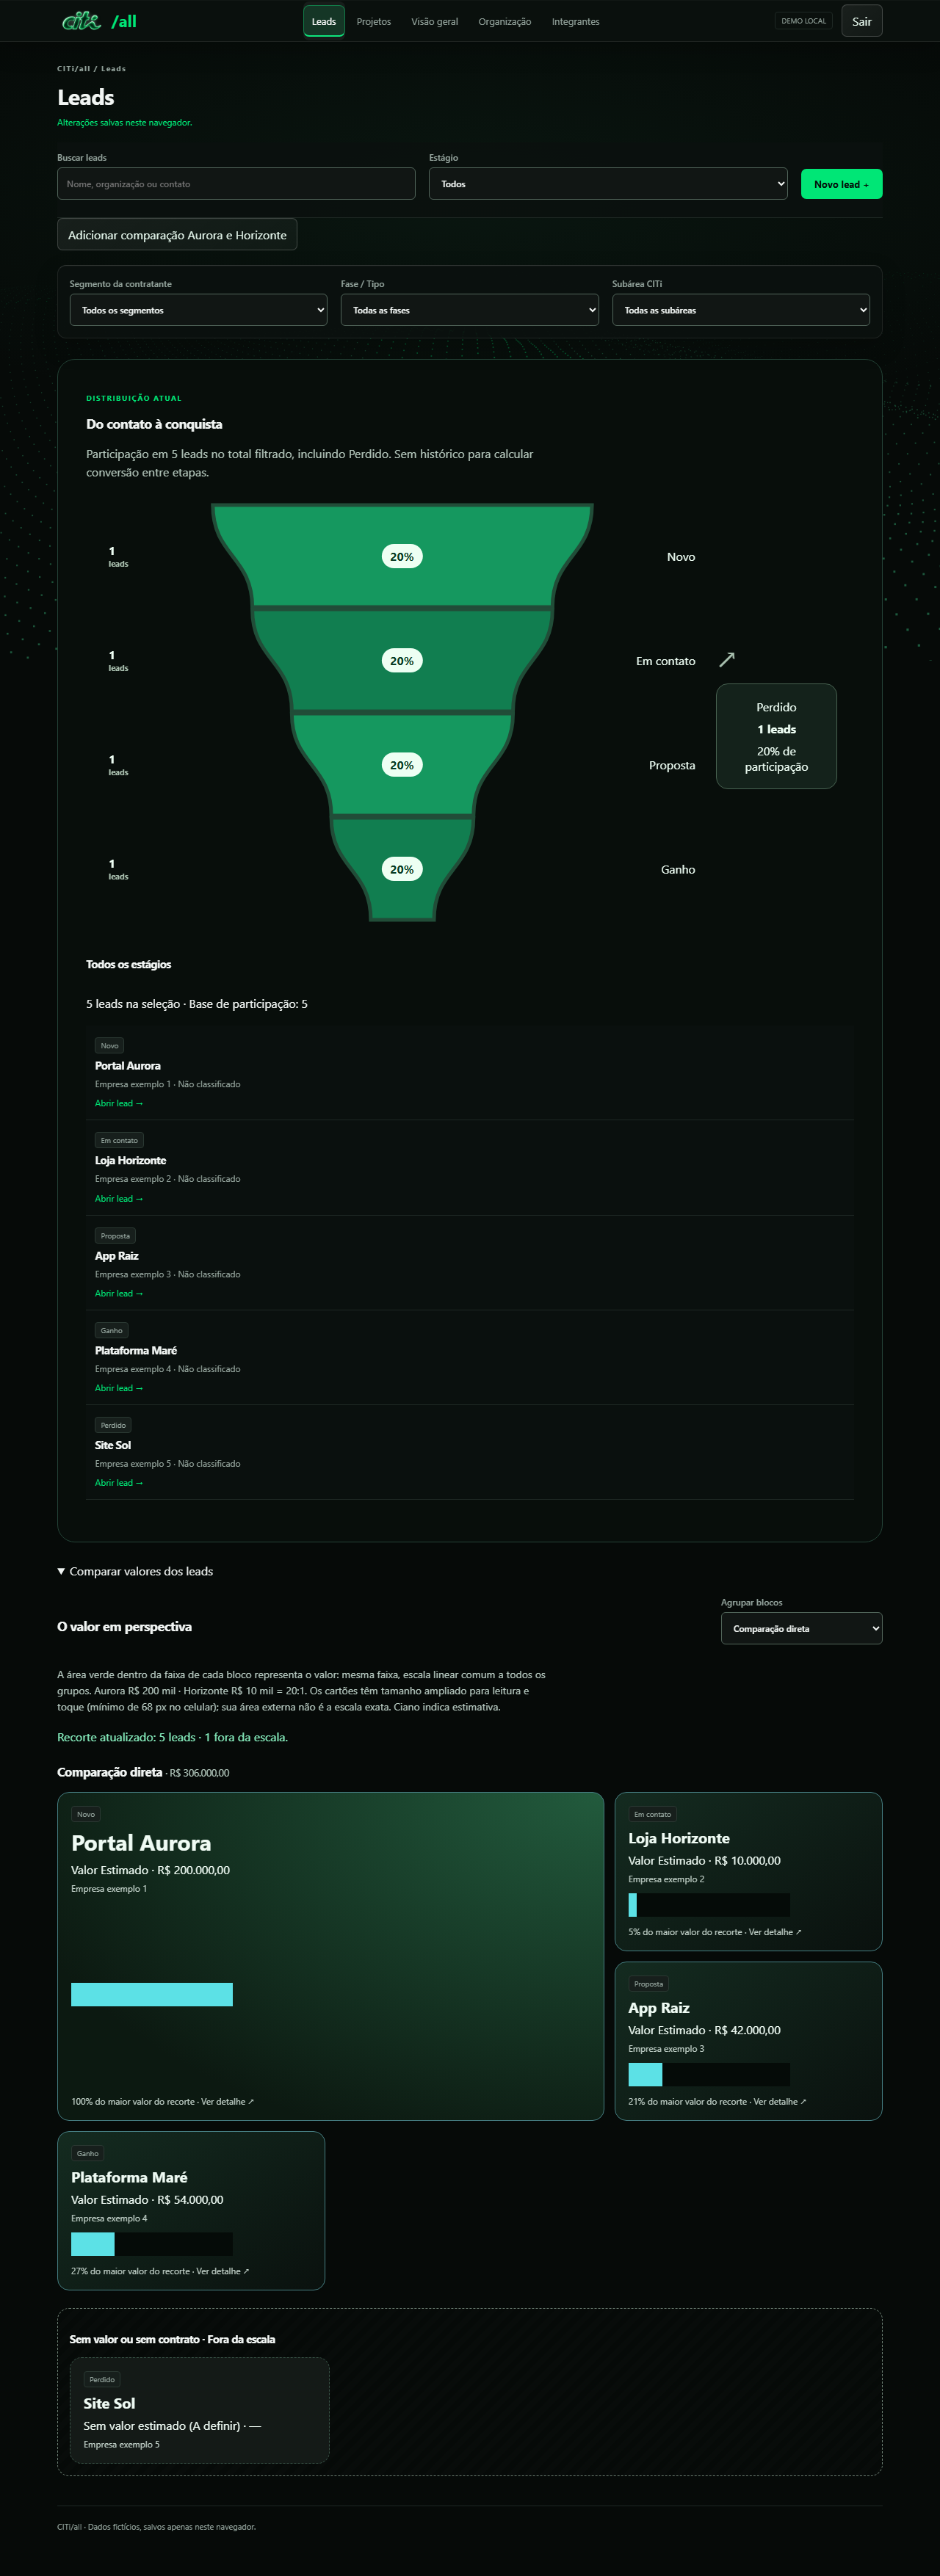 citi /all
Leads
Projetos
Visão geral
Organização
Integrantes
DEMO LOCAL
Sair
CITi/all / Leads
Leads
Alterações salvas neste navegador.
Buscar leads
Nome, organização ou contato
Estágio
Todos
Novo lead +
Adicionar comparação Aurora e Horizonte
Segmento da contratante
Todos os segmentos
Fase / Tipo
Todas as fases
Subárea CITi
Todas as subáreas
DISTRIBUIÇÃO ATUAL
Do contato à conquista
Participação em 5 leads no total filtrado, incluindo Perdido. Sem histórico para calcular
conversão entre etapas.
1
leads
20%
Novo
1
leads
20%
Em contato
↗
Perdido
1 leads
20% de
participação
1
leads
20%
Proposta
1
leads
20%
Ganho
Todos os estágios
5 leads na seleção · Base de participação: 5
Novo
Portal Aurora
Empresa exemplo 1 · Não classificado
Abrir lead →
Em contato
Loja Horizonte
Empresa exemplo 2 · Não classificado
Abrir lead →
Proposta
App Raiz
Empresa exemplo 3 · Não classificado
Abrir lead →
Ganho
Plataforma Maré
Empresa exemplo 4 · Não classificado
Abrir lead →
Perdido
Site Sol
Empresa exemplo 5 · Não classificado
Abrir lead →
▼ Comparar valores dos leads
O valor em perspectiva
Agrupar blocos
Comparação direta
A área verde dentro da faixa de cada bloco representa o valor: mesma faixa, escala linear comum a todos os
grupos. Aurora R$ 200 mil · Horizonte R$ 10 mil = 20:1. Os cartões têm tamanho ampliado para leitura e
toque (mínimo de 68 px no celular); sua área externa não é a escala exata. Ciano indica estimativa.
Recorte atualizado: 5 leads · 1 fora da escala.
Comparação direta · R$ 306.000,00
Novo
Portal Aurora
Valor Estimado · R$ 200.000,00
Empresa exemplo 1
100% do maior valor do recorte · Ver detalhe ↗
Em contato
Loja Horizonte
Valor Estimado · R$ 10.000,00
Empresa exemplo 2
5% do maior valor do recorte · Ver detalhe ↗
Proposta
App Raiz
Valor Estimado · R$ 42.000,00
Empresa exemplo 3
21% do maior valor do recorte · Ver detalhe ↗
Ganho
Plataforma Maré
Valor Estimado · R$ 54.000,00
Empresa exemplo 4
27% do maior valor do recorte · Ver detalhe ↗
Sem valor ou sem contrato · Fora da escala
Perdido
Site Sol
Sem valor estimado (A definir) · —
Empresa exemplo 5
CITi/all · Dados fictícios, salvos apenas neste navegador.